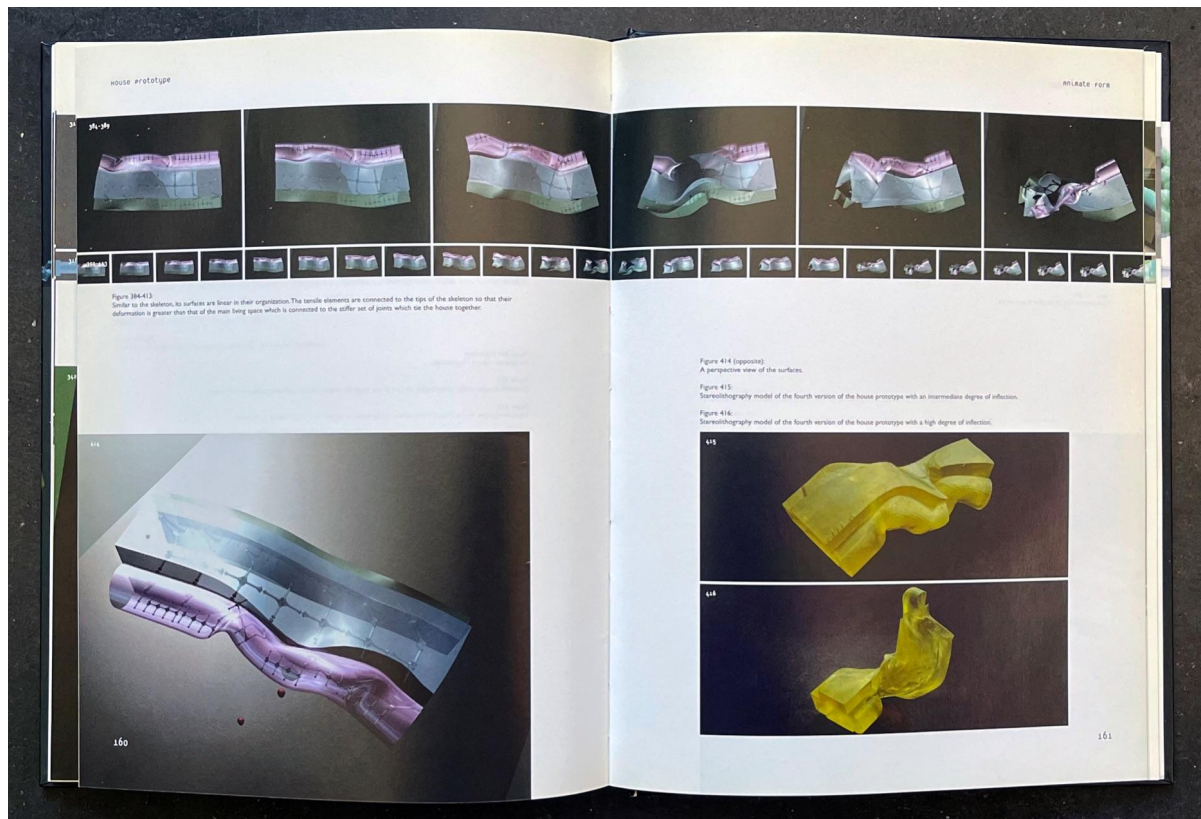 House Prototype
Animate Form
384-389
Figure 384-413:
Similar to the skeleton, its surfaces are linear in their organization. The tensile elements are connected to the tips of the skeleton so that their
deformation is greater than that of the main living space which is connected to the stiffer set of joints which tie the house together.
Figure 414 (opposite):
A perspective view of the surfaces.
Figure 415:
Stereolithography model of the fourth version of the house prototype with an intermediate degree of inflection.
Figure 416:
Stereolithography model of the fourth version of the house prototype with a high degree of inflection.
414
415
416
160
161